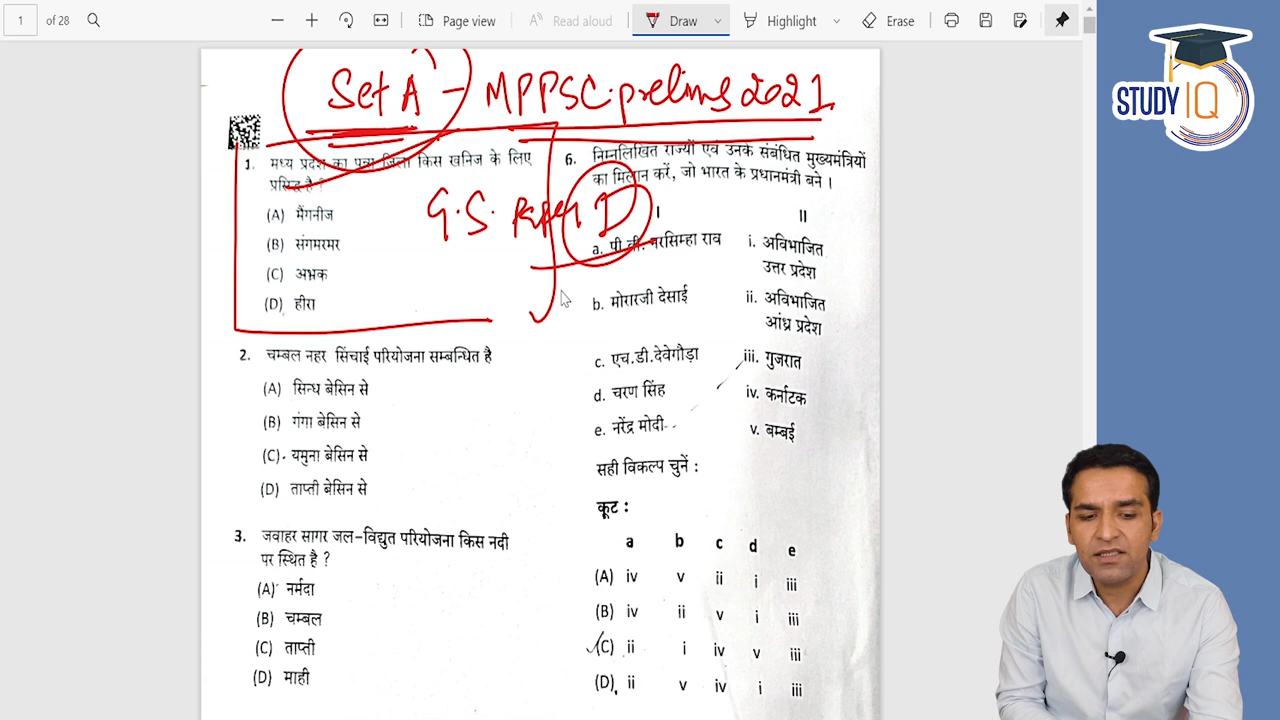 1
of 28
Page view
Read aloud
Draw
Highlight
Erase
STUDY IQ
Set A - MPPSC prelims 2021
G.S. Paper I
1. मध्य प्रदेश का पन्ना जिला किस खनिज के लिए
प्रसिद्ध है ?
(A) मैंगनीज
(B) संगमरमर
(C) अभ्रक
(D) हीरा
2. चम्बल नहर सिंचाई परियोजना सम्बन्धित है
(A) सिन्ध बेसिन से
(B) गंगा बेसिन से
(C) यमुना बेसिन से
(D) ताप्ती बेसिन से
3. जवाहर सागर जल-विद्युत परियोजना किस नदी
पर स्थित है ?
(A) नर्मदा
(B) चम्बल
(C) ताप्ती
(D) माही
6. निम्नलिखित राज्यों एवं उनके संबंधित मुख्यमंत्रियों
का मिलान करें, जो भारत के प्रधानमंत्री बने ।
I II
a. पी.वी. नरसिम्हा राव i. अविभाजित
उत्तर प्रदेश
b. मोरारजी देसाई ii. अविभाजित
आंध्र प्रदेश
c. एच.डी.देवेगौड़ा iii. गुजरात
d. चरण सिंह iv. कर्नाटक
e. नरेंद्र मोदी v. बम्बई
सही विकल्प चुनें :
कूट :
a b c d e
(A) iv v ii i iii
(B) iv ii v i iii
(C) ii i iv v iii
(D) ii v iv i iii